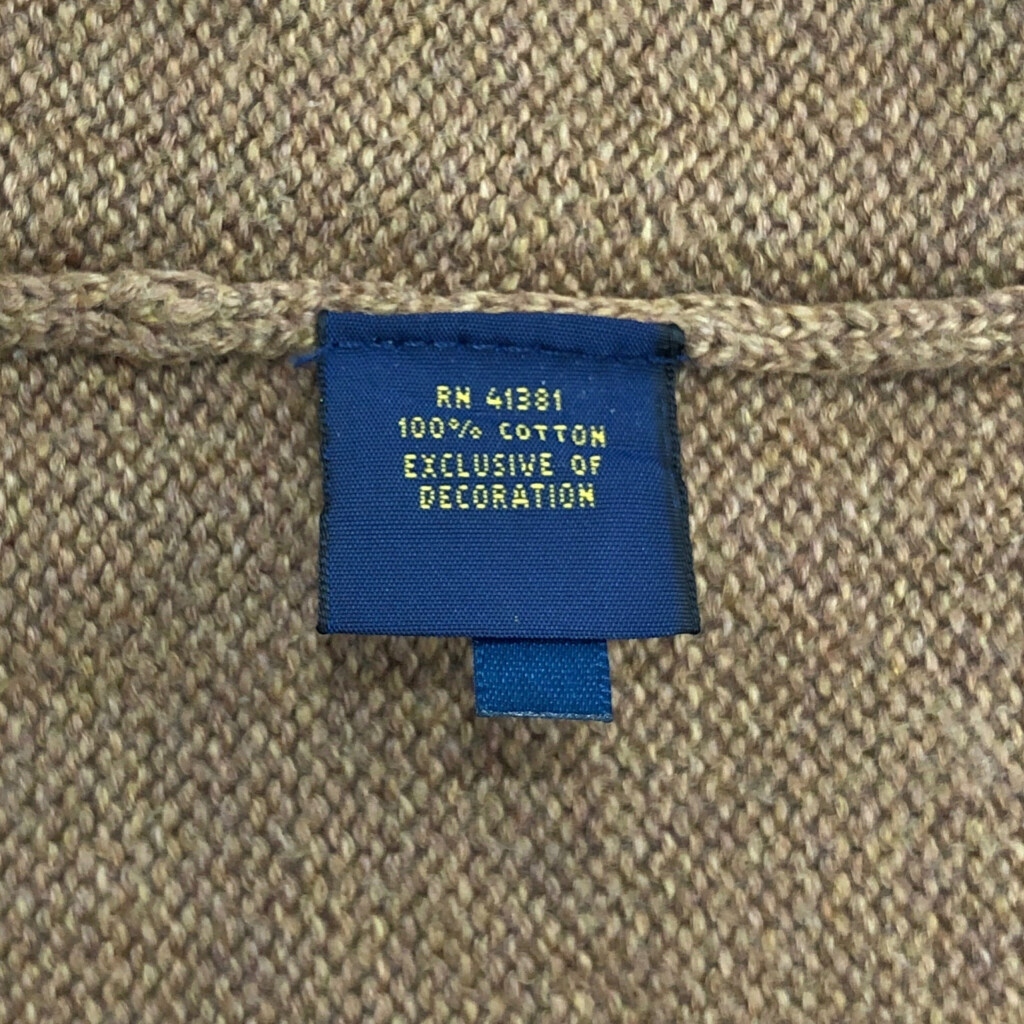 RN 41381
100% COTTON
EXCLUSIVE OF
DECORATION